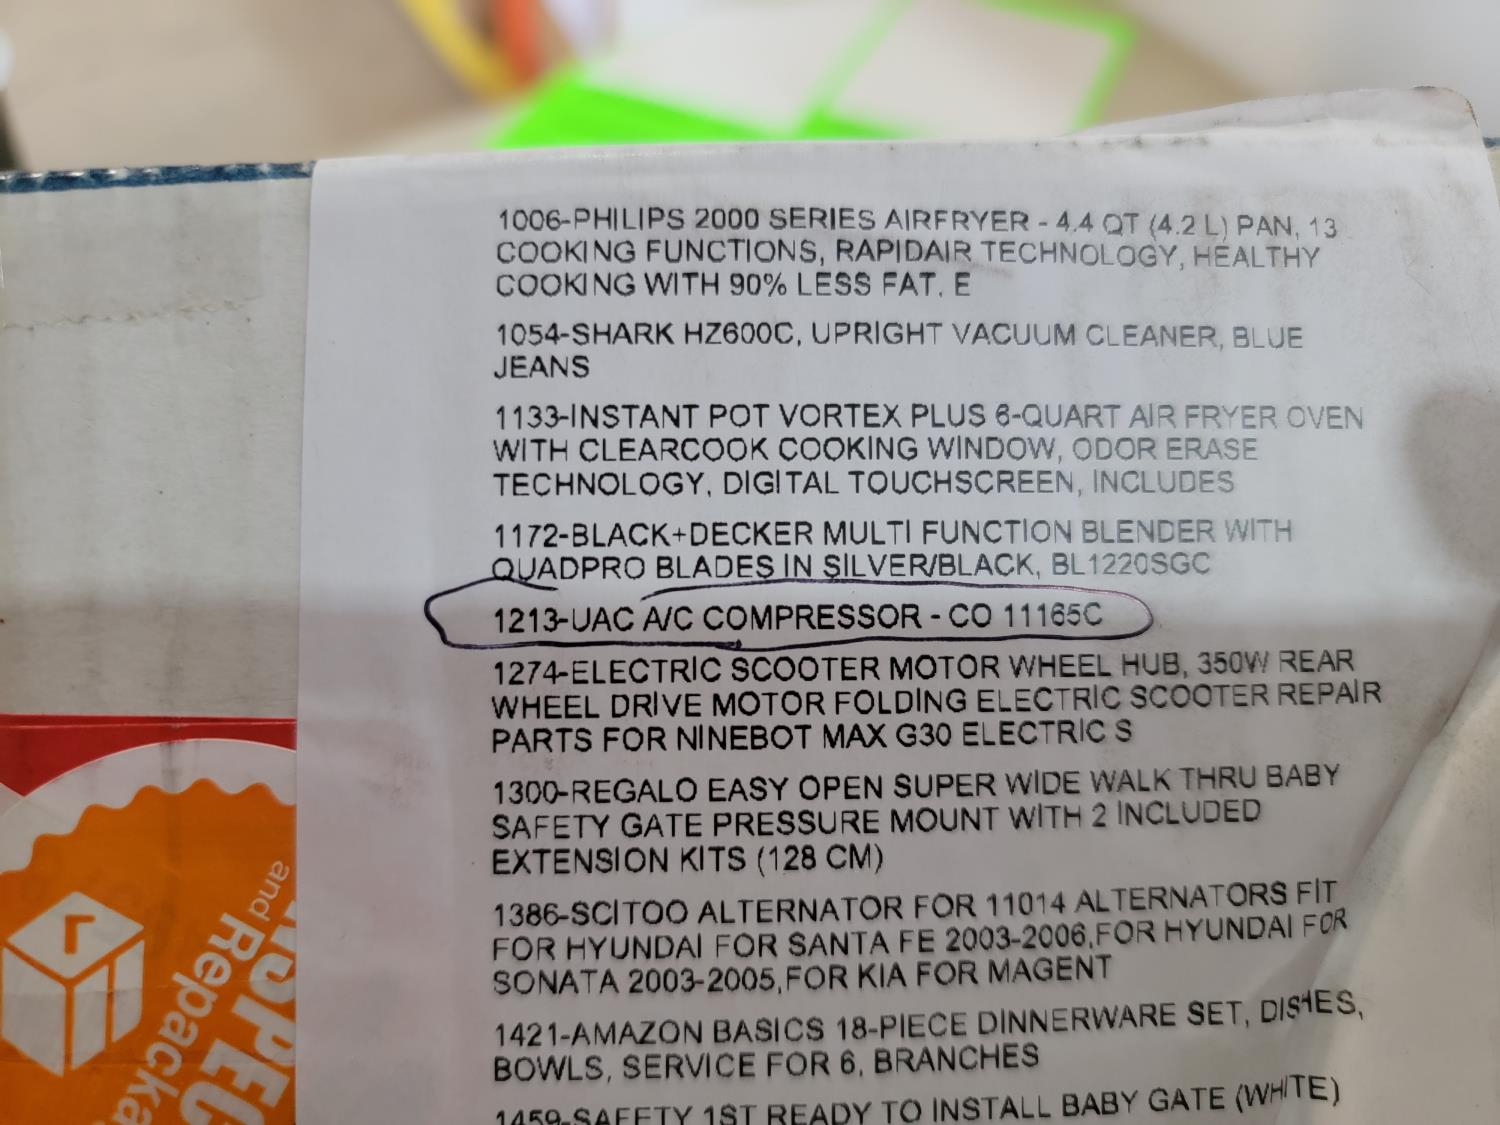 1006-PHILIPS 2000 SERIES AIRFRYER - 4.4 QT (4.2 L) PAN, 13
COOKING FUNCTIONS, RAPIDAIR TECHNOLOGY, HEALTHY
COOKING WITH 90% LESS FAT, E
1054-SHARK HZ600C, UPRIGHT VACUUM CLEANER, BLUE
JEANS
1133-INSTANT POT VORTEX PLUS 6-QUART AIR FRYER OVEN
WITH CLEARCOOK COOKING WINDOW, ODOR ERASE
TECHNOLOGY, DIGITAL TOUCHSCREEN, INCLUDES
1172-BLACK+DECKER MULTI FUNCTION BLENDER WITH
QUADPRO BLADES IN SILVER/BLACK, BL1220SGC
1213-UAC A/C COMPRESSOR - CO 11165C
1274-ELECTRIC SCOOTER MOTOR WHEEL HUB, 350W REAR
WHEEL DRIVE MOTOR FOLDING ELECTRIC SCOOTER REPAIR
PARTS FOR NINEBOT MAX G30 ELECTRIC S
1300-REGALO EASY OPEN SUPER WIDE WALK THRU BABY
SAFETY GATE PRESSURE MOUNT WITH 2 INCLUDED
EXTENSION KITS (128 CM)
1386-SCITOO ALTERNATOR FOR 11014 ALTERNATORS FIT
FOR HYUNDAI FOR SANTA FE 2003-2006,FOR HYUNDAI FOR
SONATA 2003-2005,FOR KIA FOR MAGENT
1421-AMAZON BASICS 18-PIECE DINNERWARE SET, DISHES,
BOWLS, SERVICE FOR 6, BRANCHES
1459-SAFETY 1ST READY TO INSTALL BABY GATE (WHITE)
and